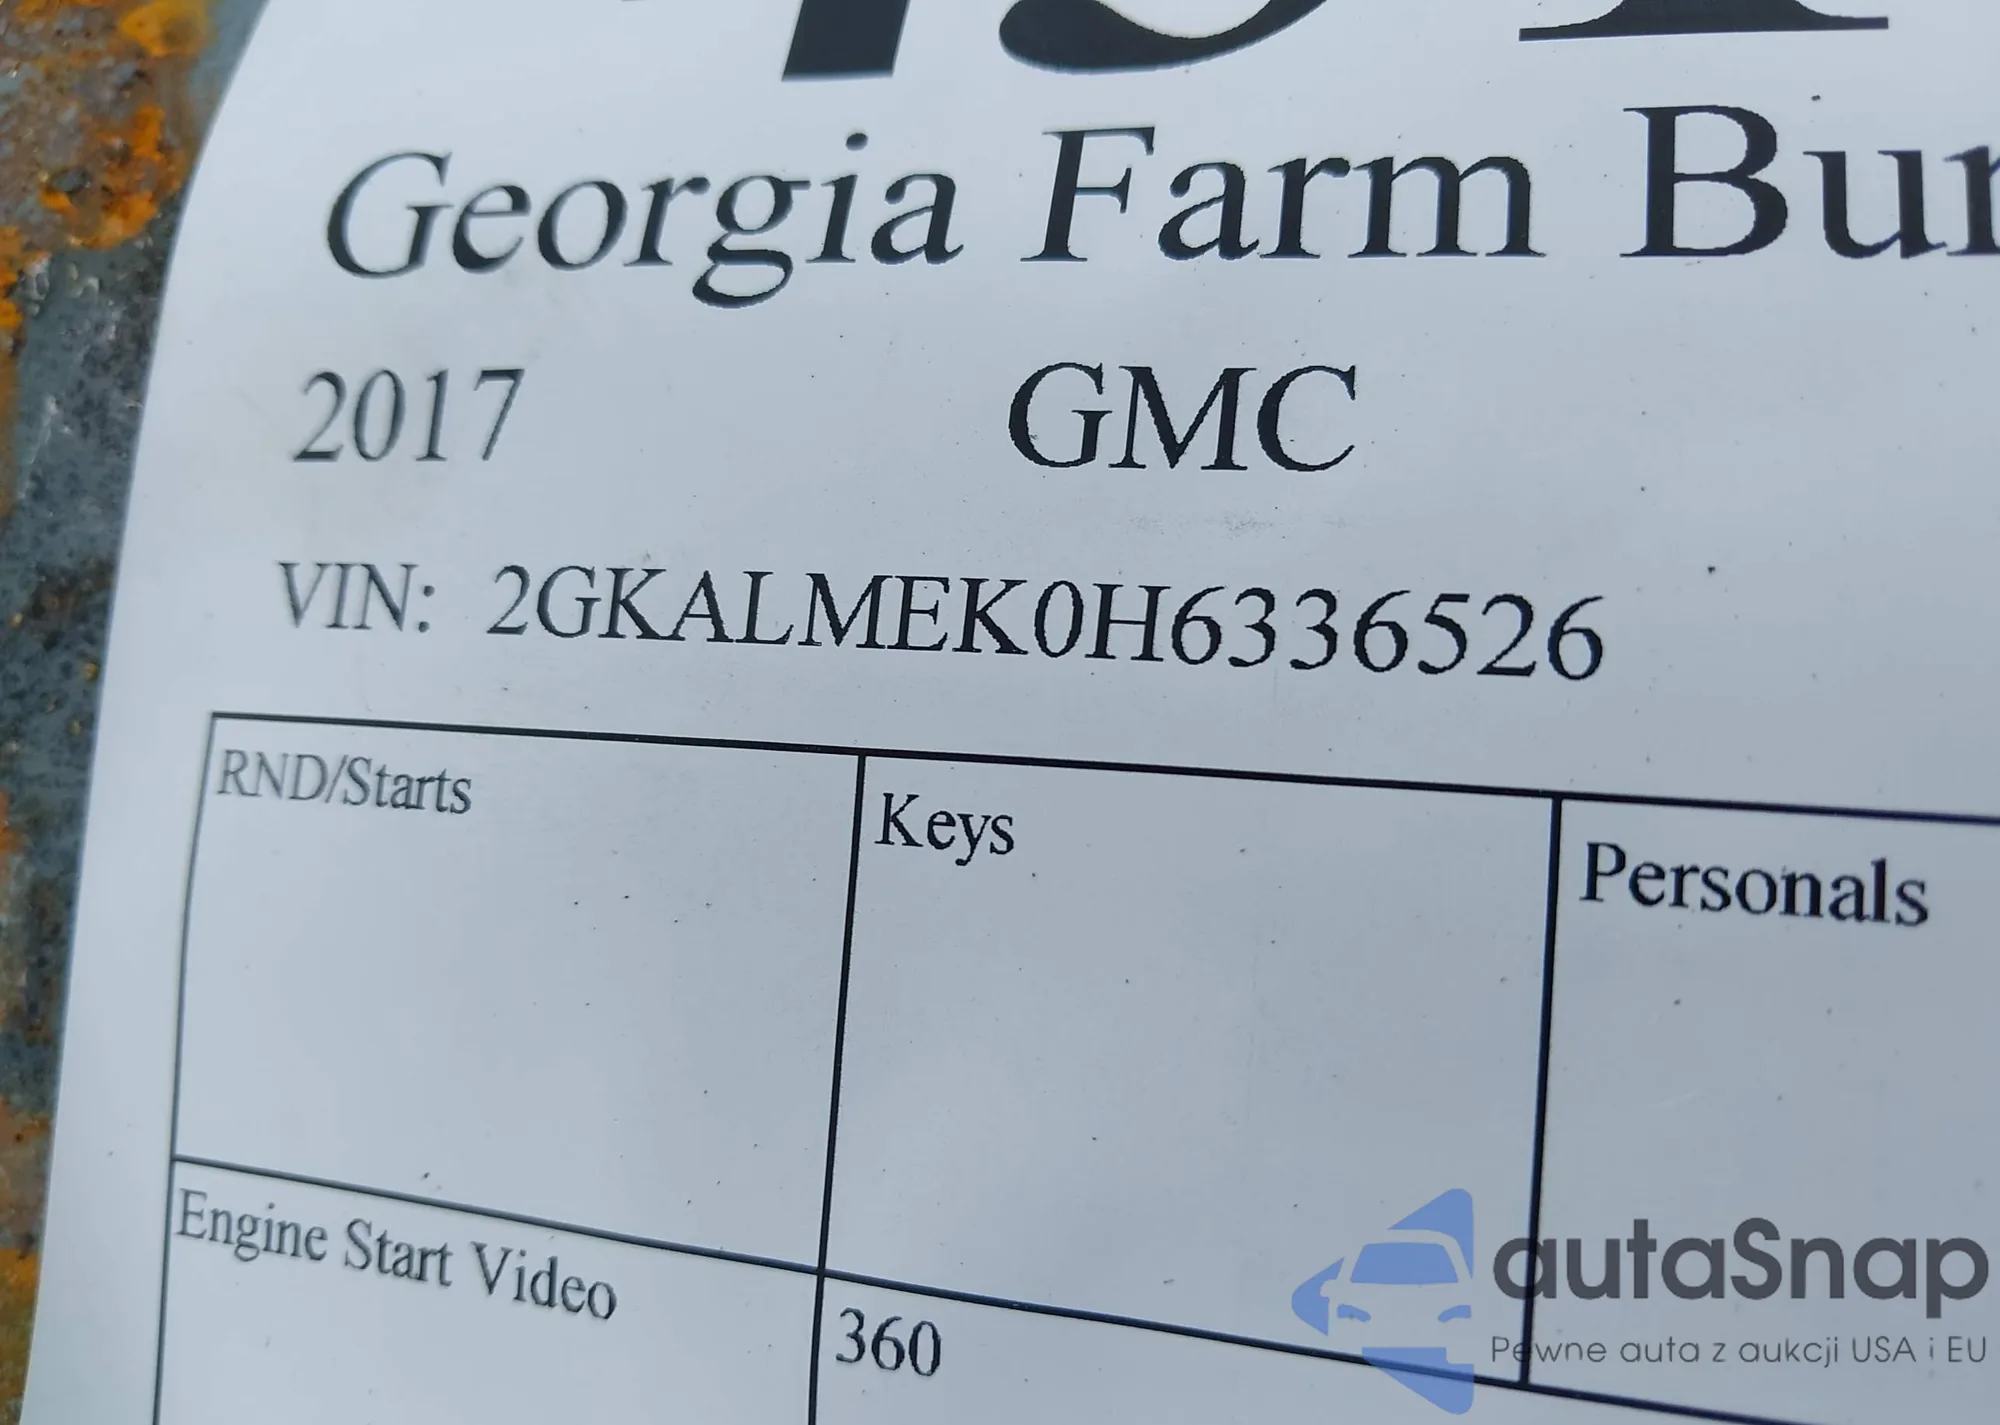 Georgia Farm Bur
2017 GMC
VIN: 2GKALMEK0H6336526
RND/Starts Keys Personals
Engine Start Video 360
autaSnap
Pewne auta z aukcji USA i EU